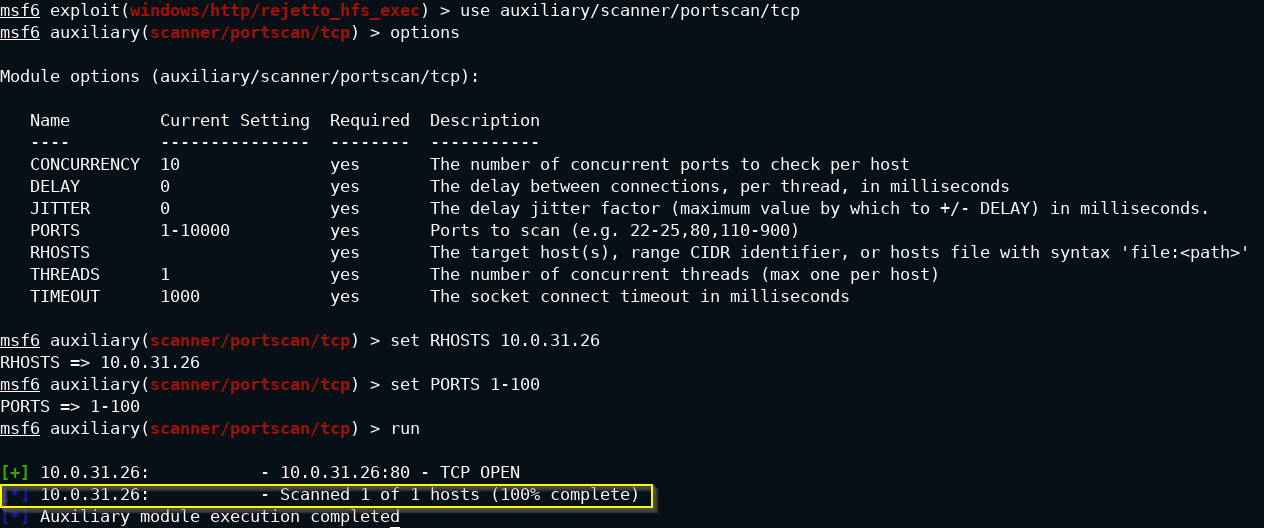 msf6 exploit(windows/http/rejetto_hfs_exec) > use auxiliary/scanner/portscan/tcp
msf6 auxiliary(scanner/portscan/tcp) > options
Module options (auxiliary/scanner/portscan/tcp):
   Name         Current Setting  Required  Description
   ----         ---------------  --------  -----------
   CONCURRENCY  10               yes       The number of concurrent ports to check per host
   DELAY        0                yes       The delay between connections, per thread, in milliseconds
   JITTER       0                yes       The delay jitter factor (maximum value by which to +/- DELAY) in milliseconds.
   PORTS        1-10000          yes       Ports to scan (e.g. 22-25,80,110-900)
   RHOSTS                        yes       The target host(s), range CIDR identifier, or hosts file with syntax 'file:<path>'
   THREADS      1                yes       The number of concurrent threads (max one per host)
   TIMEOUT      1000             yes       The socket connect timeout in milliseconds
msf6 auxiliary(scanner/portscan/tcp) > set RHOSTS 10.0.31.26
RHOSTS => 10.0.31.26
msf6 auxiliary(scanner/portscan/tcp) > set PORTS 1-100
PORTS => 1-100
msf6 auxiliary(scanner/portscan/tcp) > run
[+] 10.0.31.26:           - 10.0.31.26:80 - TCP OPEN
[*] 10.0.31.26:           - Scanned 1 of 1 hosts (100% complete)
[*] Auxiliary module execution completed